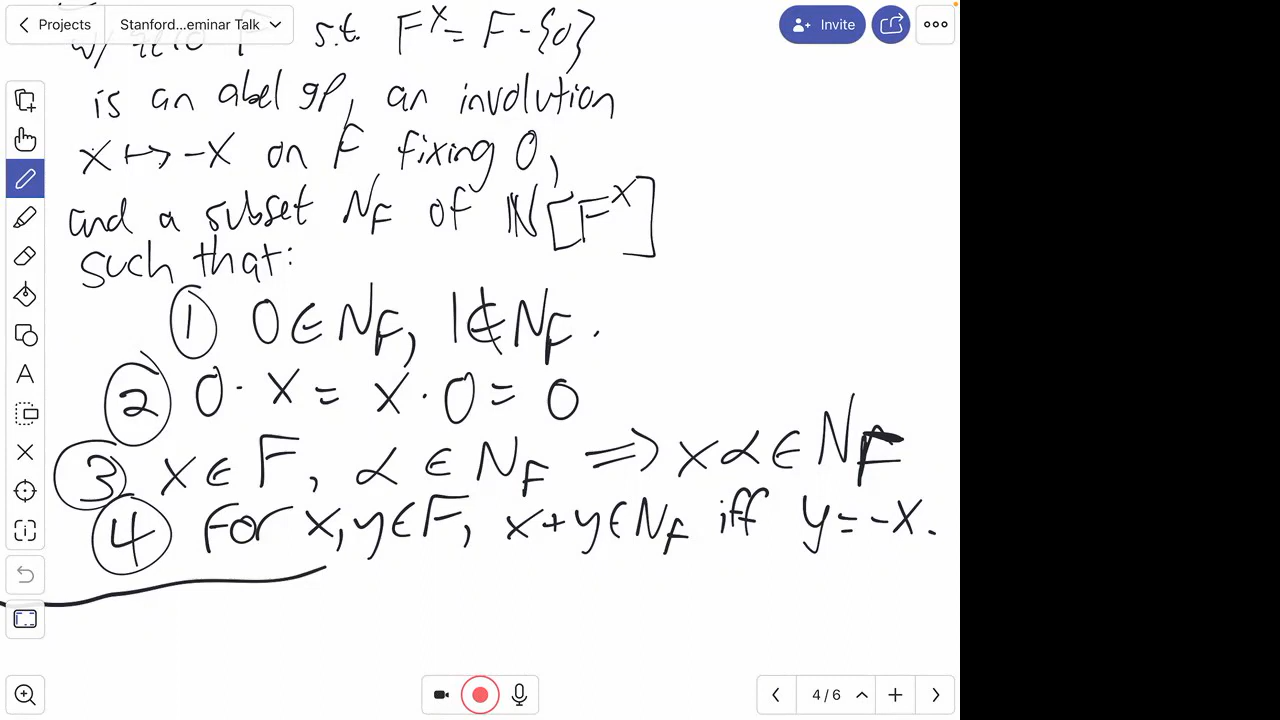 Projects
Stanford...eminar Talk
Invite
w/ F s.t. F^x = F - {0}
is an abel gp, an involution
x ↦ -x on F fixing 0,
and a subset N_F of ℕ[F^x]
such that:
① 0 ∈ N_F, 1 ∉ N_F.
② 0·x = x·0 = 0
③ x ∈ F, α ∈ N_F ⟹ xα ∈ N_F
④ For x,y ∈ F, x+y ∈ N_F iff y = -x.
A
4/6